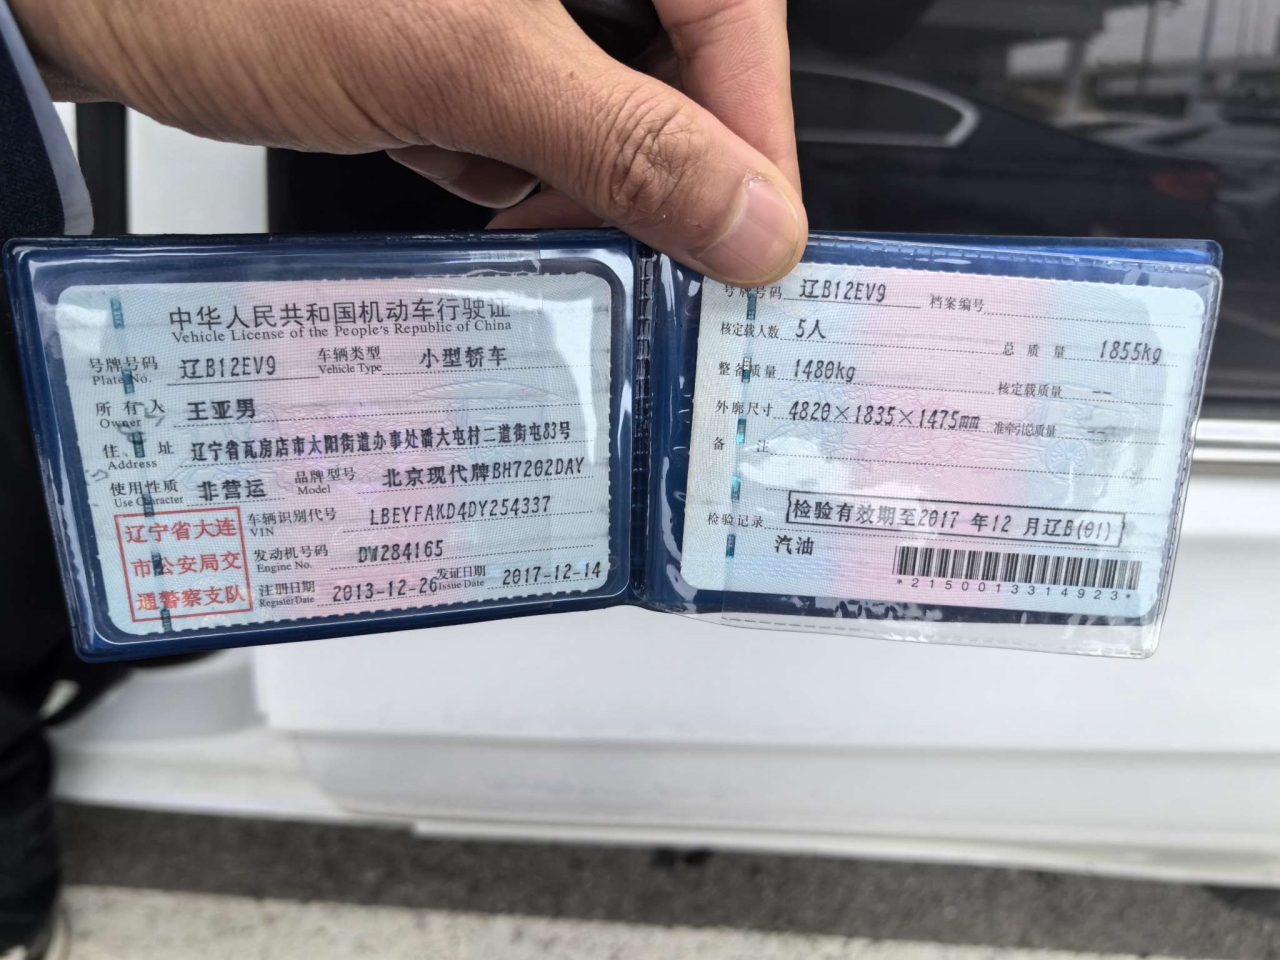 中华人民共和国机动车行驶证
Vehicle License of the People's Republic of China
号牌号码 辽B12EV9 车辆类型 小型轿车
Plate No. Vehicle Type
所有人 王亚男
Owner
住址 辽宁省瓦房店市太阳街道办事处潘大屯村二道街屯83号
Address
使用性质 非营运 品牌型号 北京现代牌BH7202DAY
Use Character Model
辽宁省大连
市公安局交
通警察支队
车辆识别代号 LBEYFAKD4DY254337
VIN
发动机号码 DW284165
Engine No.
注册日期 2013-12-26 发证日期 2017-12-14
Register Date Issue Date
号牌号码 辽B12EV9 档案编号
核定载人数 5人 总质量 1855kg
整备质量 1480kg 核定载质量 --
外廓尺寸 4820×1835×1475mm 准牵引总质量 --
备注
检验记录 检验有效期至2017年12月辽B(01)
汽油
*2150013314923*